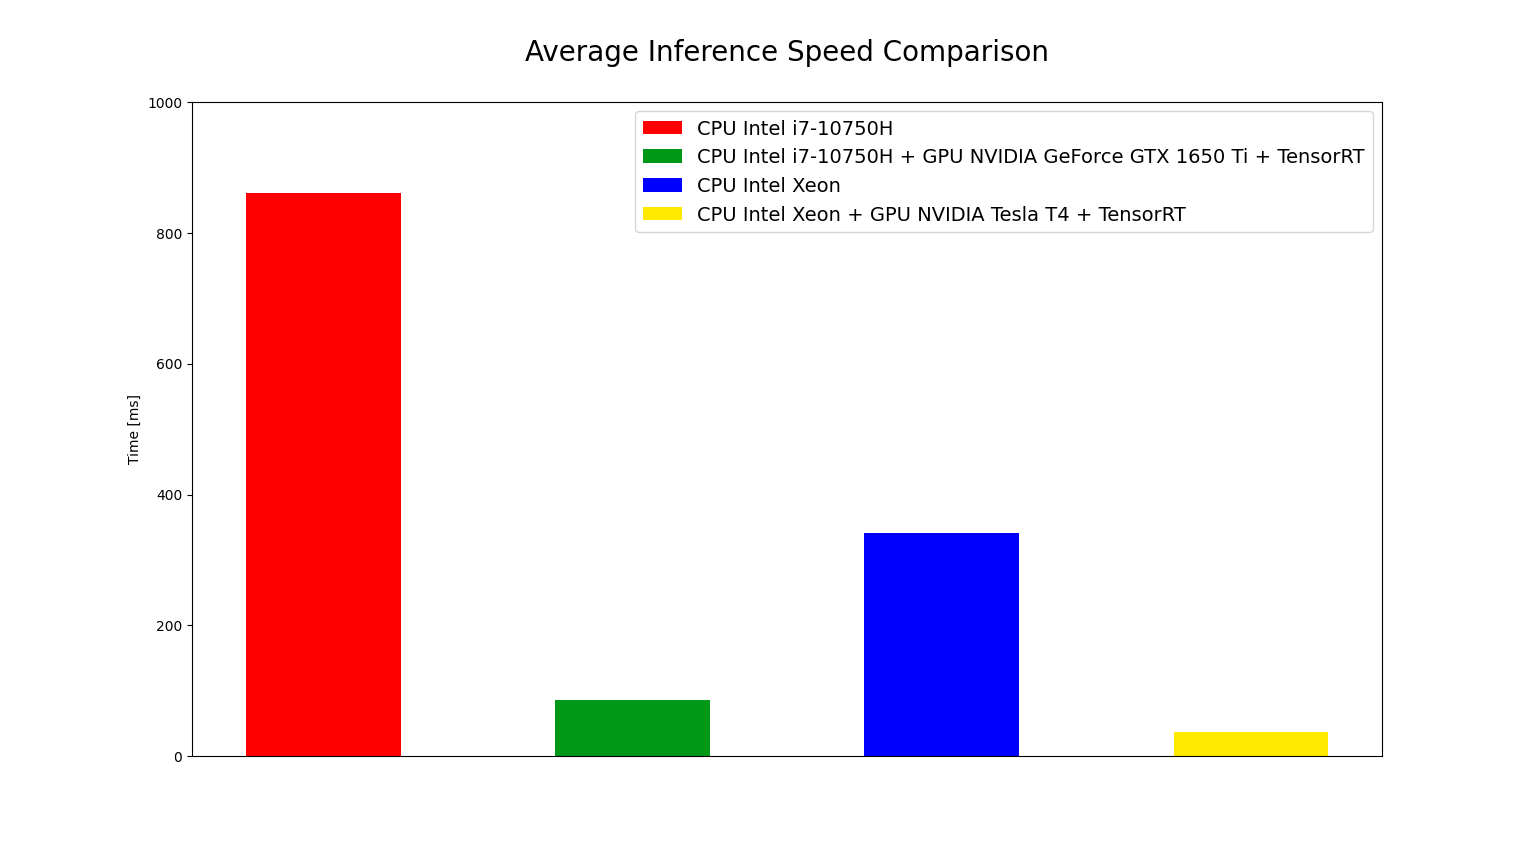 Average Inference Speed Comparison
1000
800
600
400
200
0
Time [ms]
CPU Intel i7-10750H
CPU Intel i7-10750H + GPU NVIDIA GeForce GTX 1650 Ti + TensorRT
CPU Intel Xeon
CPU Intel Xeon + GPU NVIDIA Tesla T4 + TensorRT